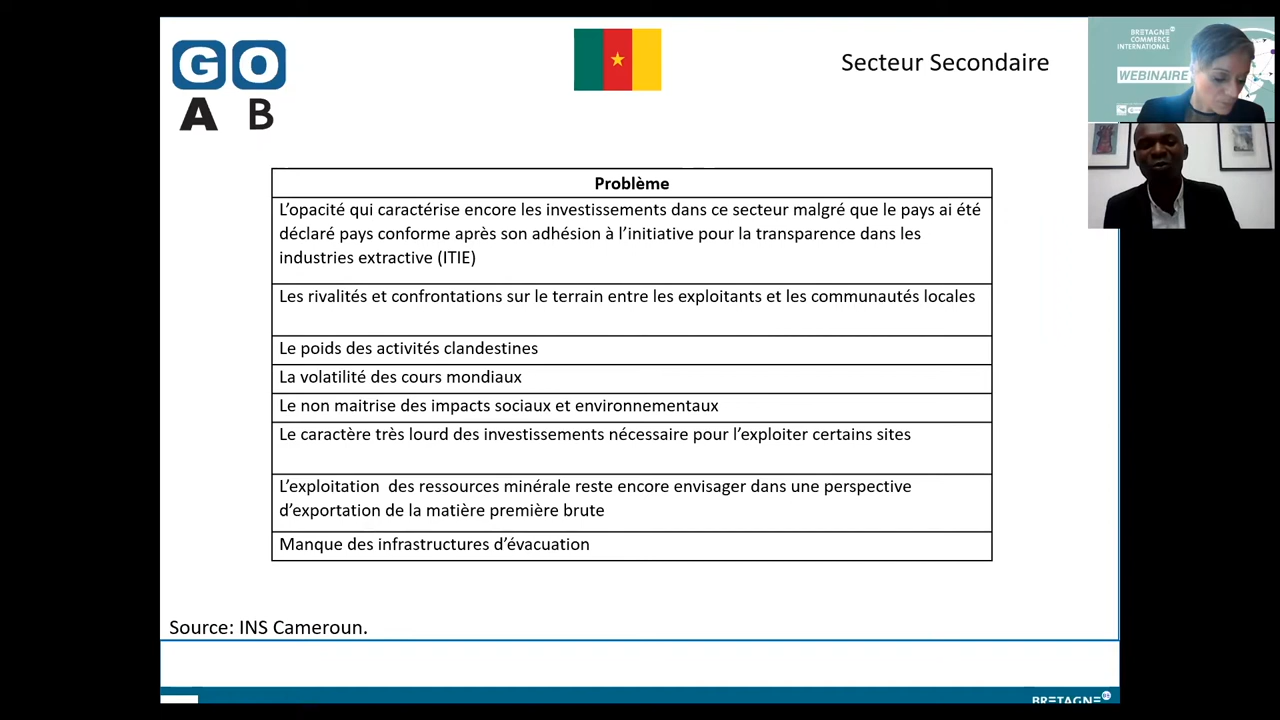 GO
A B
Secteur Secondaire
BRETAGNE
COMMERCE
INTERNATIONAL
WEBINAIRE
Problème
L’opacité qui caractérise encore les investissements dans ce secteur malgré que le pays ai été
déclaré pays conforme après son adhésion à l’initiative pour la transparence dans les
industries extractive (ITIE)
Les rivalités et confrontations sur le terrain entre les exploitants et les communautés locales
Le poids des activités clandestines
La volatilité des cours mondiaux
Le non maitrise des impacts sociaux et environnementaux
Le caractère très lourd des investissements nécessaire pour l’exploiter certains sites
L’exploitation  des ressources minérale reste encore envisager dans une perspective
d’exportation de la matière première brute
Manque des infrastructures d’évacuation
Source: INS Cameroun.
BRETAGNE